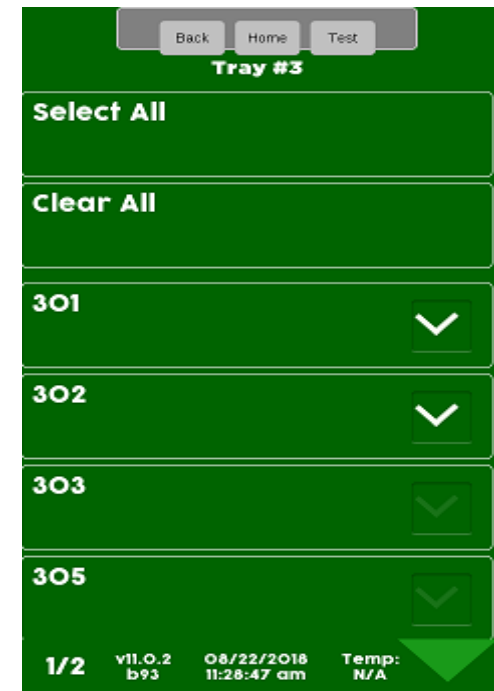 Back Home Test
Tray #3
Select All
Clear All
301
302
303
305
1/2 v11.0.2 08/22/2018 Temp:
b93 11:28:47 am N/A